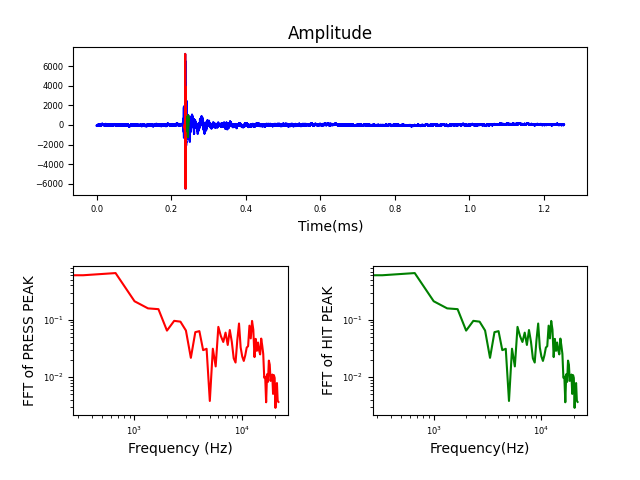 Amplitude
6000
4000
2000
0
−2000
−4000
−6000
0.0 0.2 0.4 0.6 0.8 1.0 1.2
Time(ms)
FFT of PRESS PEAK
10⁻¹
10⁻²
10³ 10⁴
Frequency (Hz)
FFT of HIT PEAK
10⁻¹
10⁻²
10³ 10⁴
Frequency(Hz)